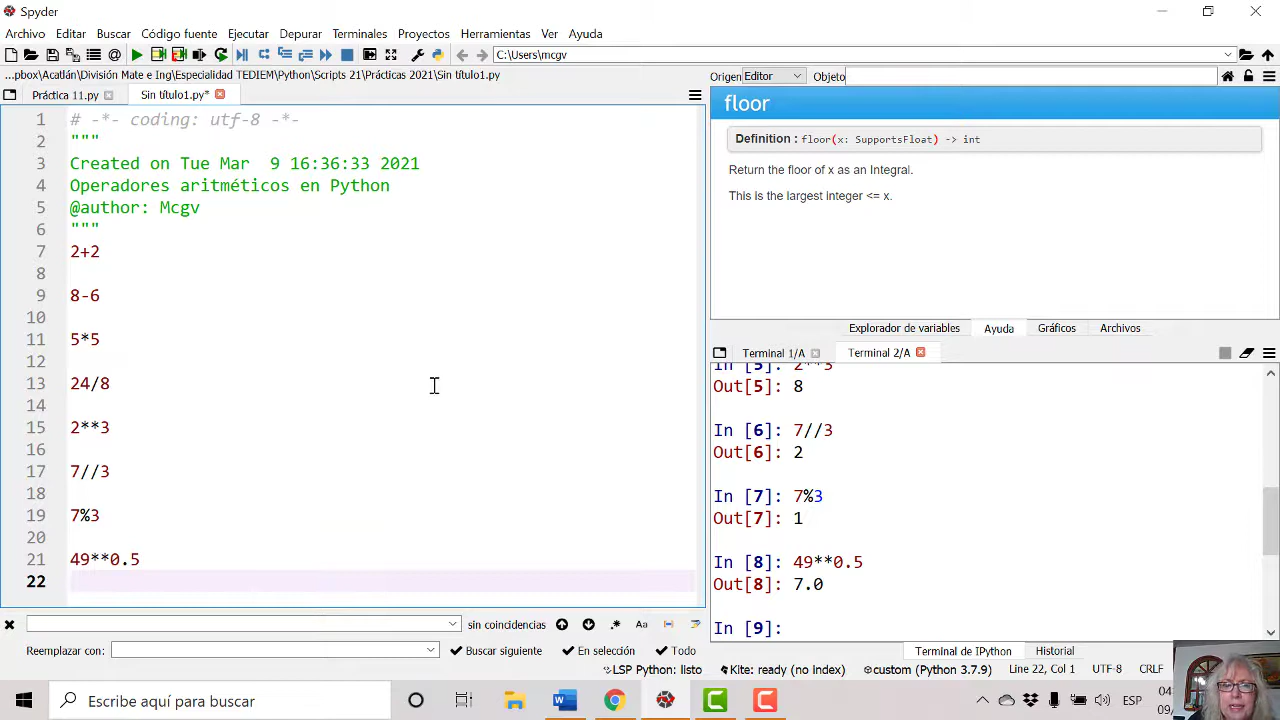 Spyder
Archivo Editar Buscar Código fuente Ejecutar Depurar Terminales Proyectos Herramientas Ver Ayuda
C:\Users\mcgv
...pbox\Acatlán\División Mate e Ing\Especialidad TEDIEM\Python\Scripts 21\Prácticas 2021\Sin título1.py
Práctica 11.py
Sin título1.py*
1 # -*- coding: utf-8 -*-
2 """
3 Created on Tue Mar  9 16:36:33 2021
4 Operadores aritméticos en Python
5 @author: Mcgv
6 """
7 2+2
8
9 8-6
10
11 5*5
12
13 24/8
14
15 2**3
16
17 7//3
18
19 7%3
20
21 49**0.5
22
sin coincidencias
Aa
Reemplazar con:
Buscar siguiente
En selección
Todo
Origen Editor Objeto
floor
Definition : floor(x: SupportsFloat) -> int
Return the floor of x as an Integral.
This is the largest integer <= x.
Explorador de variables Ayuda Gráficos Archivos
Terminal 1/A Terminal 2/A
In [5]: 2**3
Out[5]: 8
In [6]: 7//3
Out[6]: 2
In [7]: 7%3
Out[7]: 1
In [8]: 49**0.5
Out[8]: 7.0
In [9]:
Terminal de IPython Historial
LSP Python: listo Kite: ready (no index) custom (Python 3.7.9) Line 22, Col 1 UTF-8 CRLF
Escribe aquí para buscar
ESP